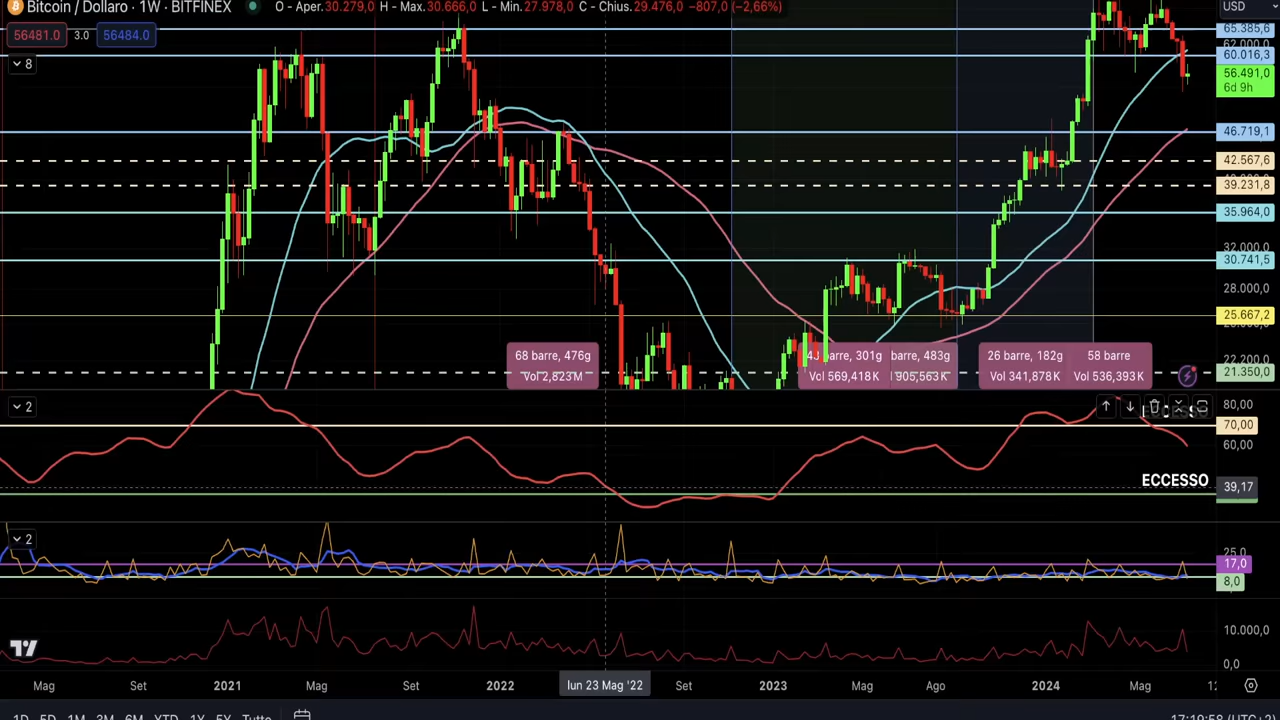 Bitcoin / Dollaro · 1W · BITFINEX O - Aper. 30.279,0 H - Max. 30.666,0 L - Min. 27.978,0 C - Chius. 29.476,0 -807,0 (-2,66%) USD
56481.0 3.0 56484.0
8
65.385,6
62.000,0
60.016,3
56.491,0
6d 9h
46.719,1
42.567,6
39.231,8
35.964,0
32.000,0
30.741,5
28.000,0
25.667,2
22.200,0
21.350,0
68 barre, 476g
Vol 2,823M
barre, 301g
Vol 569,418K
barre, 483g
905,563K
26 barre, 182g
Vol 341,878K
58 barre
Vol 536,393K
2
80,00
70,00
60,00
ECCESSO
ECCESSO
39,17
2
25,0
17,0
8,0
10.000,0
0,0
Mag Set 2021 Mag Set 2022 lun 23 Mag '22 Set 2023 Mag Ago 2024 Mag
1D 5D 1M 3M 6M YTD 1Y 5Y Tutto